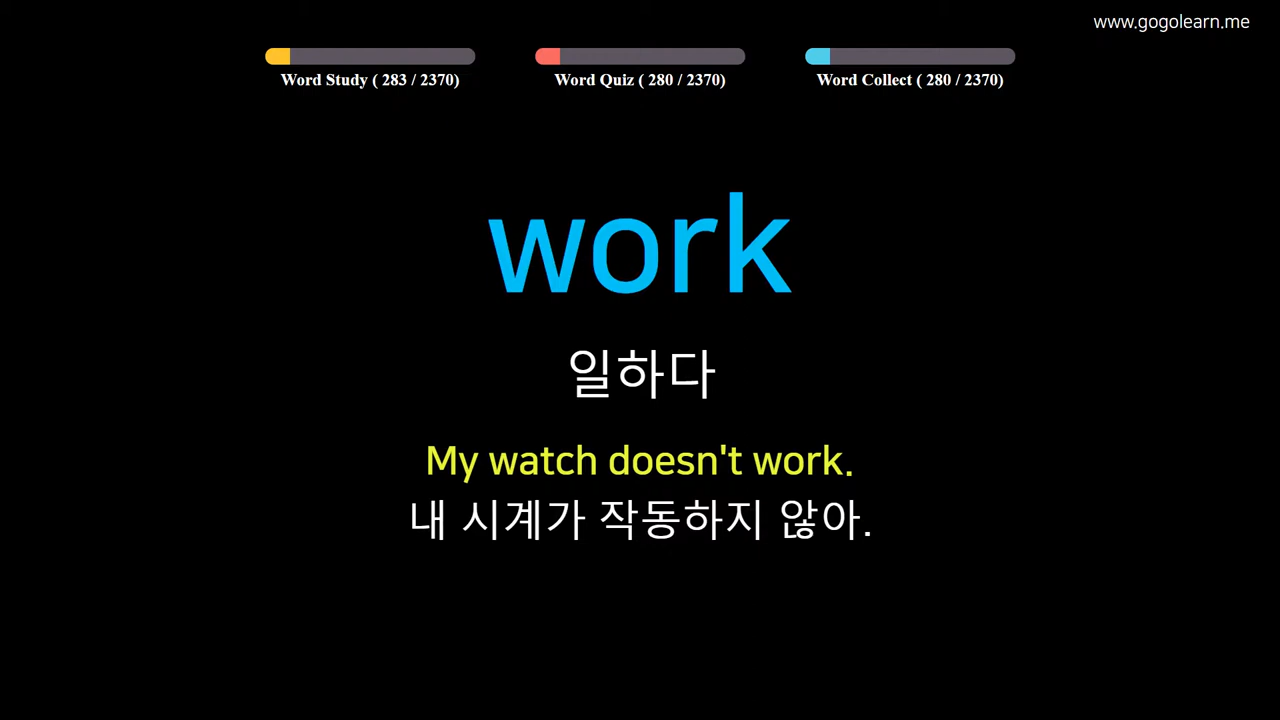 www.gogolearn.me
Word Study ( 283 / 2370)
Word Quiz ( 280 / 2370)
Word Collect ( 280 / 2370)
work
일하다
My watch doesn't work.
내 시계가 작동하지 않아.